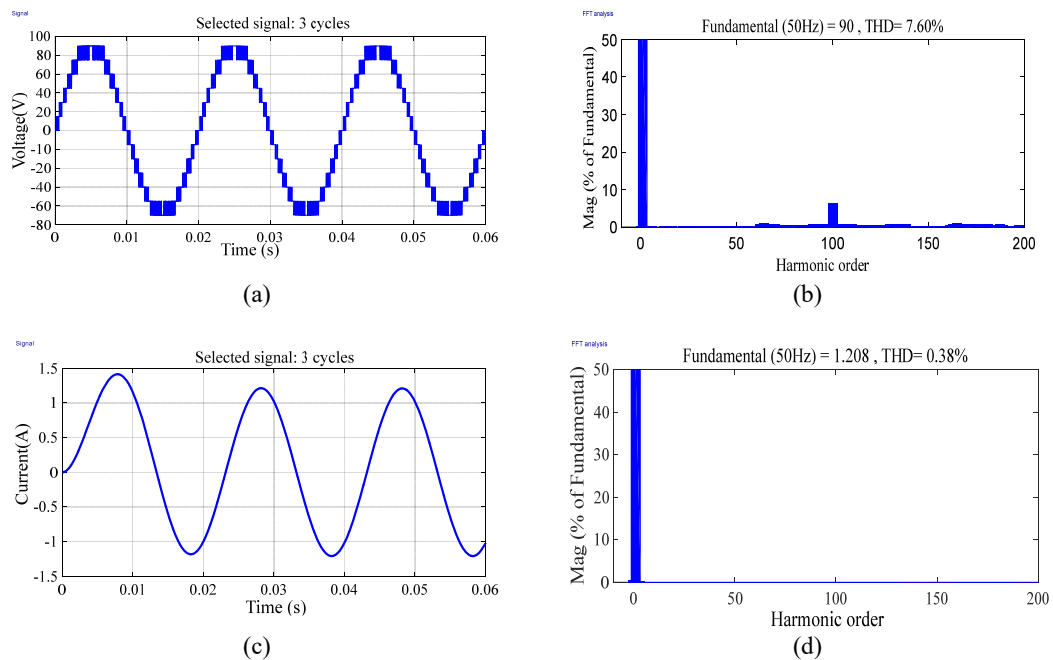 Signal
Selected signal: 3 cycles
Voltage(V)
100
80
60
40
20
0
-10
-20
-40
-60
-80
0 0.01 0.02 0.03 0.04 0.05 0.06
Time (s)
(a)
FFT analysis
Fundamental (50Hz) = 90 , THD= 7.60%
Mag (% of Fundamental)
50
40
30
20
10
0
0 50 100 150 200
Harmonic order
(b)
Signal
Selected signal: 3 cycles
Current(A)
1.5
1
0.5
0
-0.5
-1
-1.5
0 0.01 0.02 0.03 0.04 0.05 0.06
Time (s)
(c)
FFT analysis
Fundamental (50Hz) = 1.208 , THD= 0.38%
Mag (% of Fundamental)
50
40
30
20
10
0
0 50 100 150 200
Harmonic order
(d)